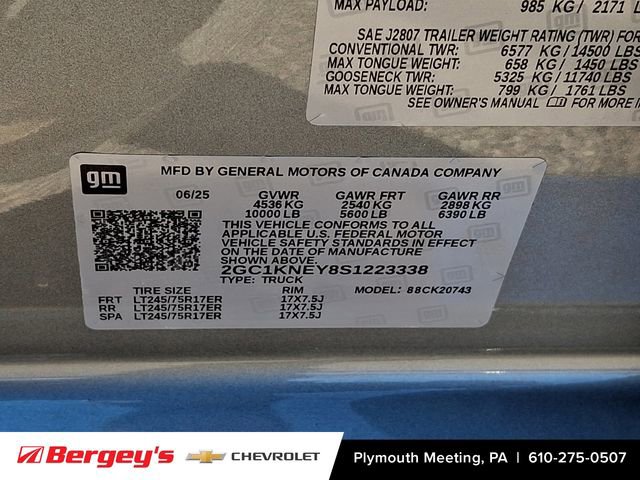 MAX PAYLOAD: 985 KG / 2171 LB
SAE J2807 TRAILER WEIGHT RATING (TWR) FOR
CONVENTIONAL TWR: 6577 KG/14500 LBS
MAX TONGUE WEIGHT: 658 KG/ 1450 LBS
GOOSENECK TWR: 5325 KG/11740 LBS
MAX TONGUE WEIGHT: 799 KG/ 1761 LBS
SEE OWNER'S MANUAL FOR MORE
gm
MFD BY GENERAL MOTORS OF CANADA COMPANY
06/25 GVWR GAWR FRT GAWR RR
4536 KG 2540 KG 2898 KG
10000 LB 5600 LB 6390 LB
THIS VEHICLE CONFORMS TO ALL
APPLICABLE U.S. FEDERAL MOTOR
VEHICLE SAFETY STANDARDS IN EFFECT
ON THE DATE OF MANUFACTURE
SHOWN ABOVE.
2GC1KNEY8S1223338
TYPE: TRUCK
TIRE SIZE RIM MODEL: 88CK20743
FRT LT245/75R17ER 17X7.5J
RR LT245/75R17ER 17X7.5J
SPA LT245/75R17ER 17X7.5J
Bergey's CHEVROLET Plymouth Meeting, PA | 610-275-0507